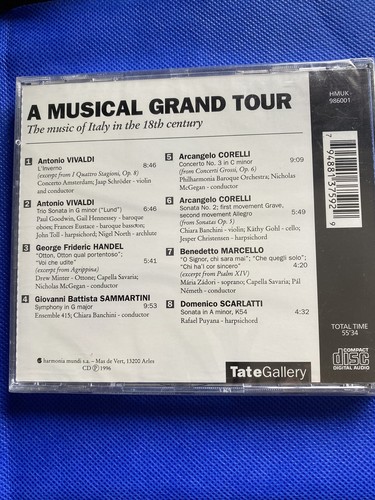 A MUSICAL GRAND TOUR
The music of Italy in the 18th century
1 Antonio VIVALDI
L'Inverno 8:46
(excerpt from I Quattro Stagioni, Op. 8)
Concerto Amsterdam; Jaap Schröder - violin
and conductor
2 Antonio VIVALDI
Trio Sonata in G minor ("Lund") 6:46
Paul Goodwin, Gail Hennessey - baroque
oboes; Frances Eustace - baroque bassoon;
John Toll - harpsichord; Nigel North - archlute
3 George Frideric HANDEL
"Otton, Otton qual portentoso";
"Voi che udite" 5:41
(excerpt from Agrippina)
Drew Minter - Ottone; Capella Savaria;
Nicholas McGegan - conductor
4 Giovanni Battista SAMMARTINI
Symphony in G major 9:53
Ensemble 415; Chiara Banchini - conductor
5 Arcangelo CORELLI
Concerto No. 3 in C minor 9:09
(from Concerti Grossi, Op. 6)
Philharmonia Baroque Orchestra; Nicholas
McGegan - conductor
6 Arcangelo CORELLI
Sonata No. 2; first movement Grave,
second movement Allegro 5:49
(from Sonatas Op. 5)
Chiara Banchini - violin; Käthy Gohl - cello;
Jesper Christensen - harpsichord
7 Benedetto MARCELLO
"O Signor, chi sara mai"; "Che quegli solo";
"Chi ha'l cor sincero" 4:20
(excerpt from Psalm XIV)
Mária Zádori - soprano; Capella Savaria; Pál
Németh - conductor
8 Domenico SCARLATTI
Sonata in A minor, K54 4:32
Rafael Puyana - harpsichord
harmonia mundi s.a. - Mas de Vert, 13200 Arles
CD Ⓟ 1996
TateGallery
HMUK
986001
7 94881 37592 9
TOTAL TIME
55'34
COMPACT
disc
DIGITAL AUDIO